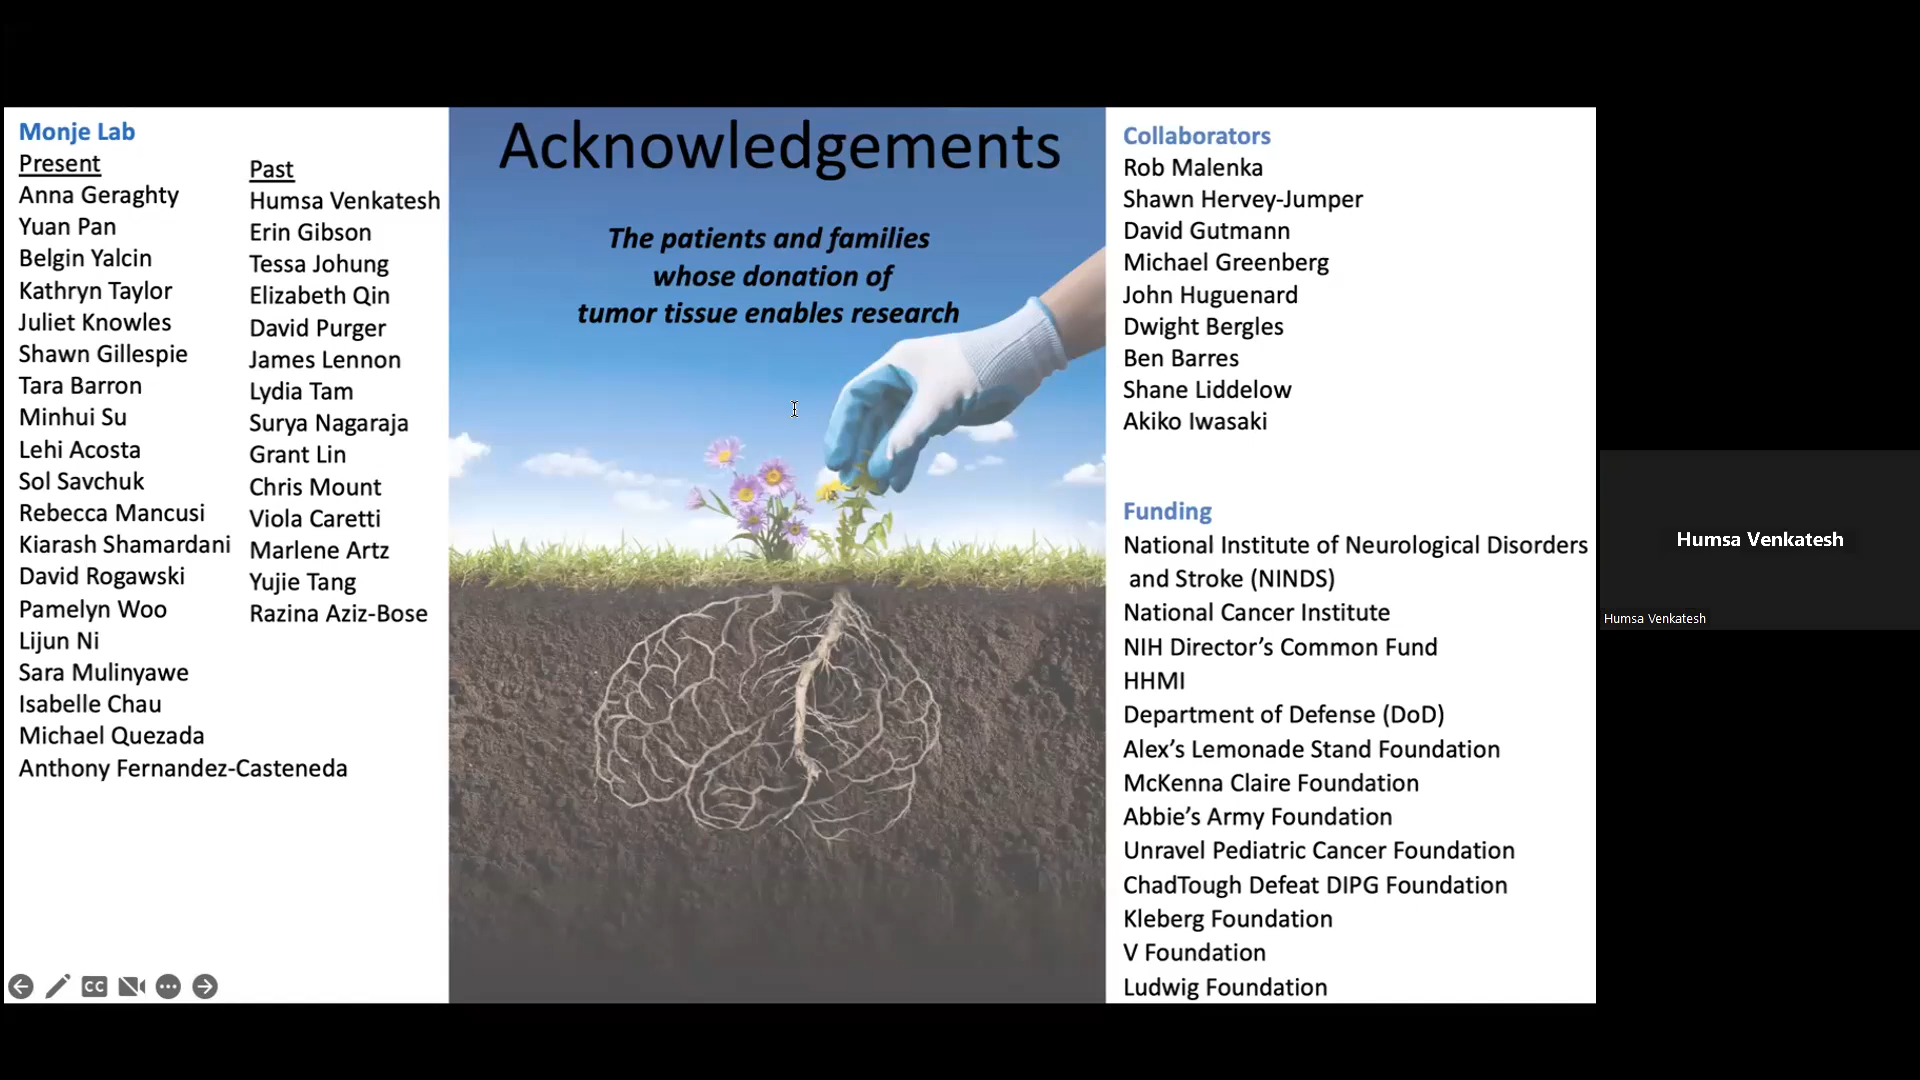 Monje Lab
Present
Anna Geraghty
Yuan Pan
Belgin Yalcin
Kathryn Taylor
Juliet Knowles
Shawn Gillespie
Tara Barron
Minhui Su
Lehi Acosta
Sol Savchuk
Rebecca Mancusi
Kiarash Shamardani
David Rogawski
Pamelyn Woo
Lijun Ni
Sara Mulinyawe
Isabelle Chau
Michael Quezada
Anthony Fernandez-Casteneda
Past
Humsa Venkatesh
Erin Gibson
Tessa Johung
Elizabeth Qin
David Purger
James Lennon
Lydia Tam
Surya Nagaraja
Grant Lin
Chris Mount
Viola Caretti
Marlene Artz
Yujie Tang
Razina Aziz-Bose
Acknowledgements
The patients and families
whose donation of
tumor tissue enables research
Collaborators
Rob Malenka
Shawn Hervey-Jumper
David Gutmann
Michael Greenberg
John Huguenard
Dwight Bergles
Ben Barres
Shane Liddelow
Akiko Iwasaki
Funding
National Institute of Neurological Disorders
and Stroke (NINDS)
National Cancer Institute
NIH Director’s Common Fund
HHMI
Department of Defense (DoD)
Alex’s Lemonade Stand Foundation
McKenna Claire Foundation
Abbie’s Army Foundation
Unravel Pediatric Cancer Foundation
ChadTough Defeat DIPG Foundation
Kleberg Foundation
V Foundation
Ludwig Foundation
CC
Humsa Venkatesh
Humsa Venkatesh